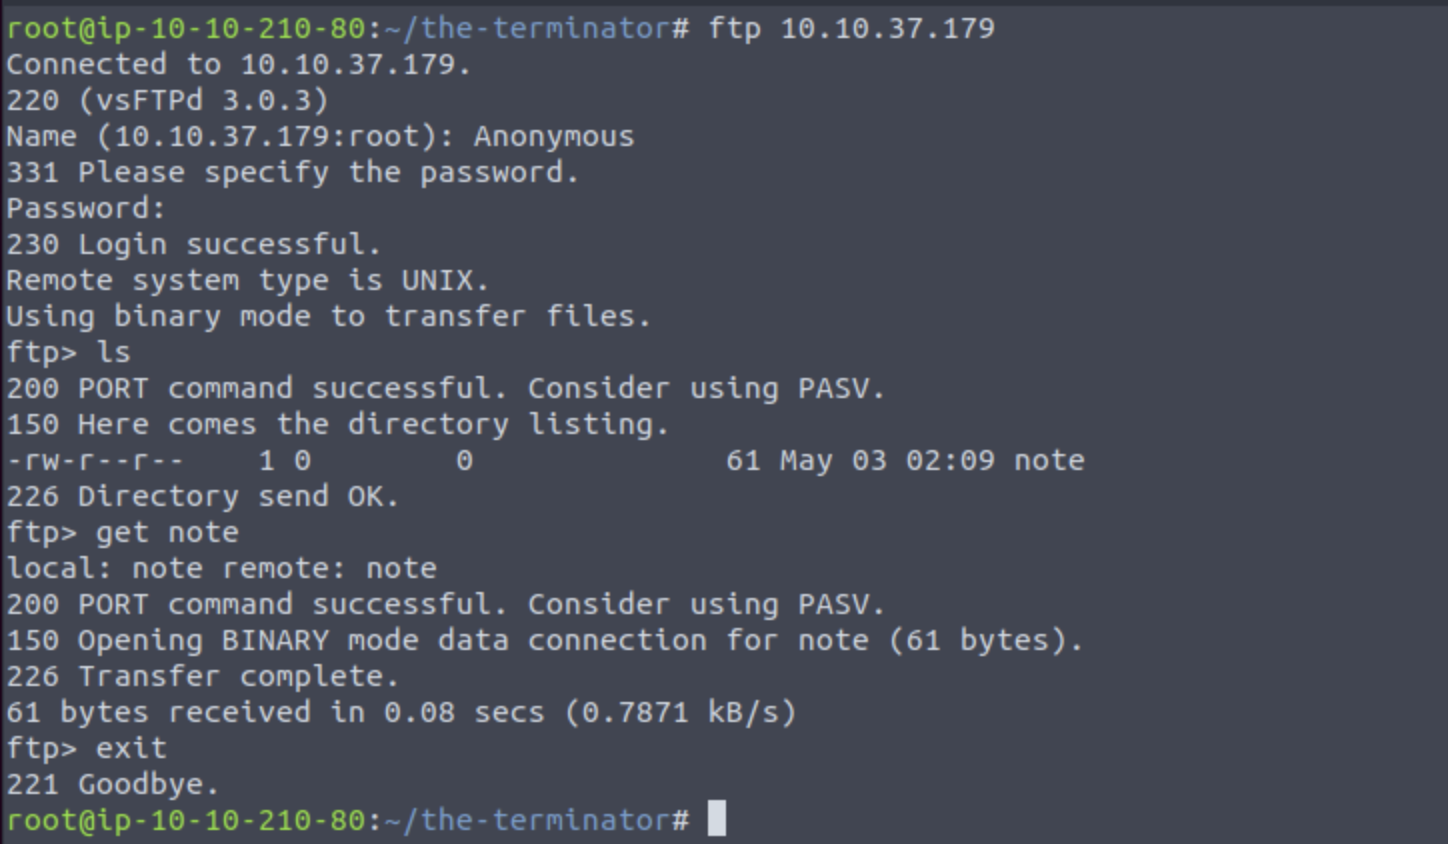 root@ip-10-10-210-80:~/the-terminator# ftp 10.10.37.179
Connected to 10.10.37.179.
220 (vsFTPd 3.0.3)
Name (10.10.37.179:root): Anonymous
331 Please specify the password.
Password:
230 Login successful.
Remote system type is UNIX.
Using binary mode to transfer files.
ftp> ls
200 PORT command successful. Consider using PASV.
150 Here comes the directory listing.
-rw-r--r--    1 0        0              61 May 03 02:09 note
226 Directory send OK.
ftp> get note
local: note remote: note
200 PORT command successful. Consider using PASV.
150 Opening BINARY mode data connection for note (61 bytes).
226 Transfer complete.
61 bytes received in 0.08 secs (0.7871 kB/s)
ftp> exit
221 Goodbye.
root@ip-10-10-210-80:~/the-terminator#